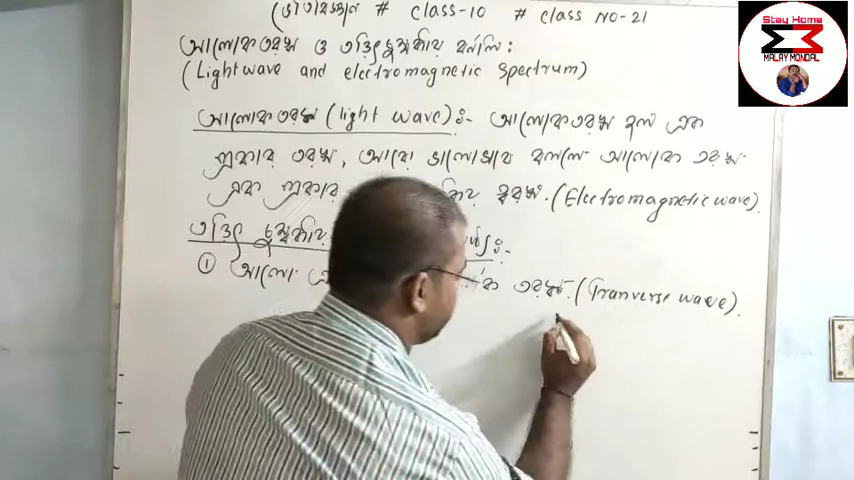 (ভৌতবিজ্ঞান # class-10 # class NO-21
আলোকতরঙ্গ ও তড়িৎচুম্বকীয় বর্ণালি :
(Lightwave and electromagnetic Spectrum)
আলোকতরঙ্গ (light wave) :- আলোকতরঙ্গ হল এক
প্রকার তরঙ্গ, আরো ভালোভাবে বললে আলোক তরঙ্গ
এক প্রকার তরঙ্গ. (Electromagnetic wave)
তড়িৎ চুম্বকীয় :-
① আলো তরঙ্গ. (Tranverse wave).
Stay Home
MALAY MONDAL